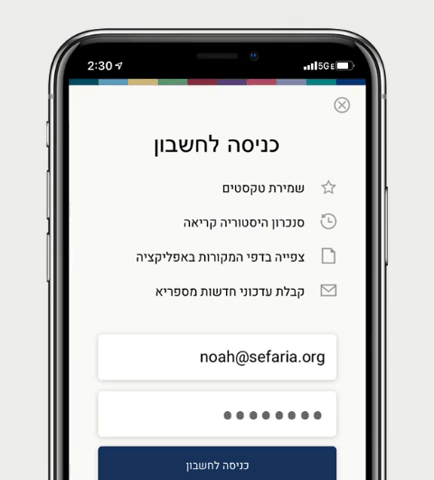 2:30
5GE
כניסה לחשבון
שמירת טקסטים
סנכרון היסטוריה קריאה
צפייה בדפי המקורות באפליקציה
קבלת עדכוני חדשות מספריא
noah@sefaria.org
●●●●●●●●
כניסה לחשבון